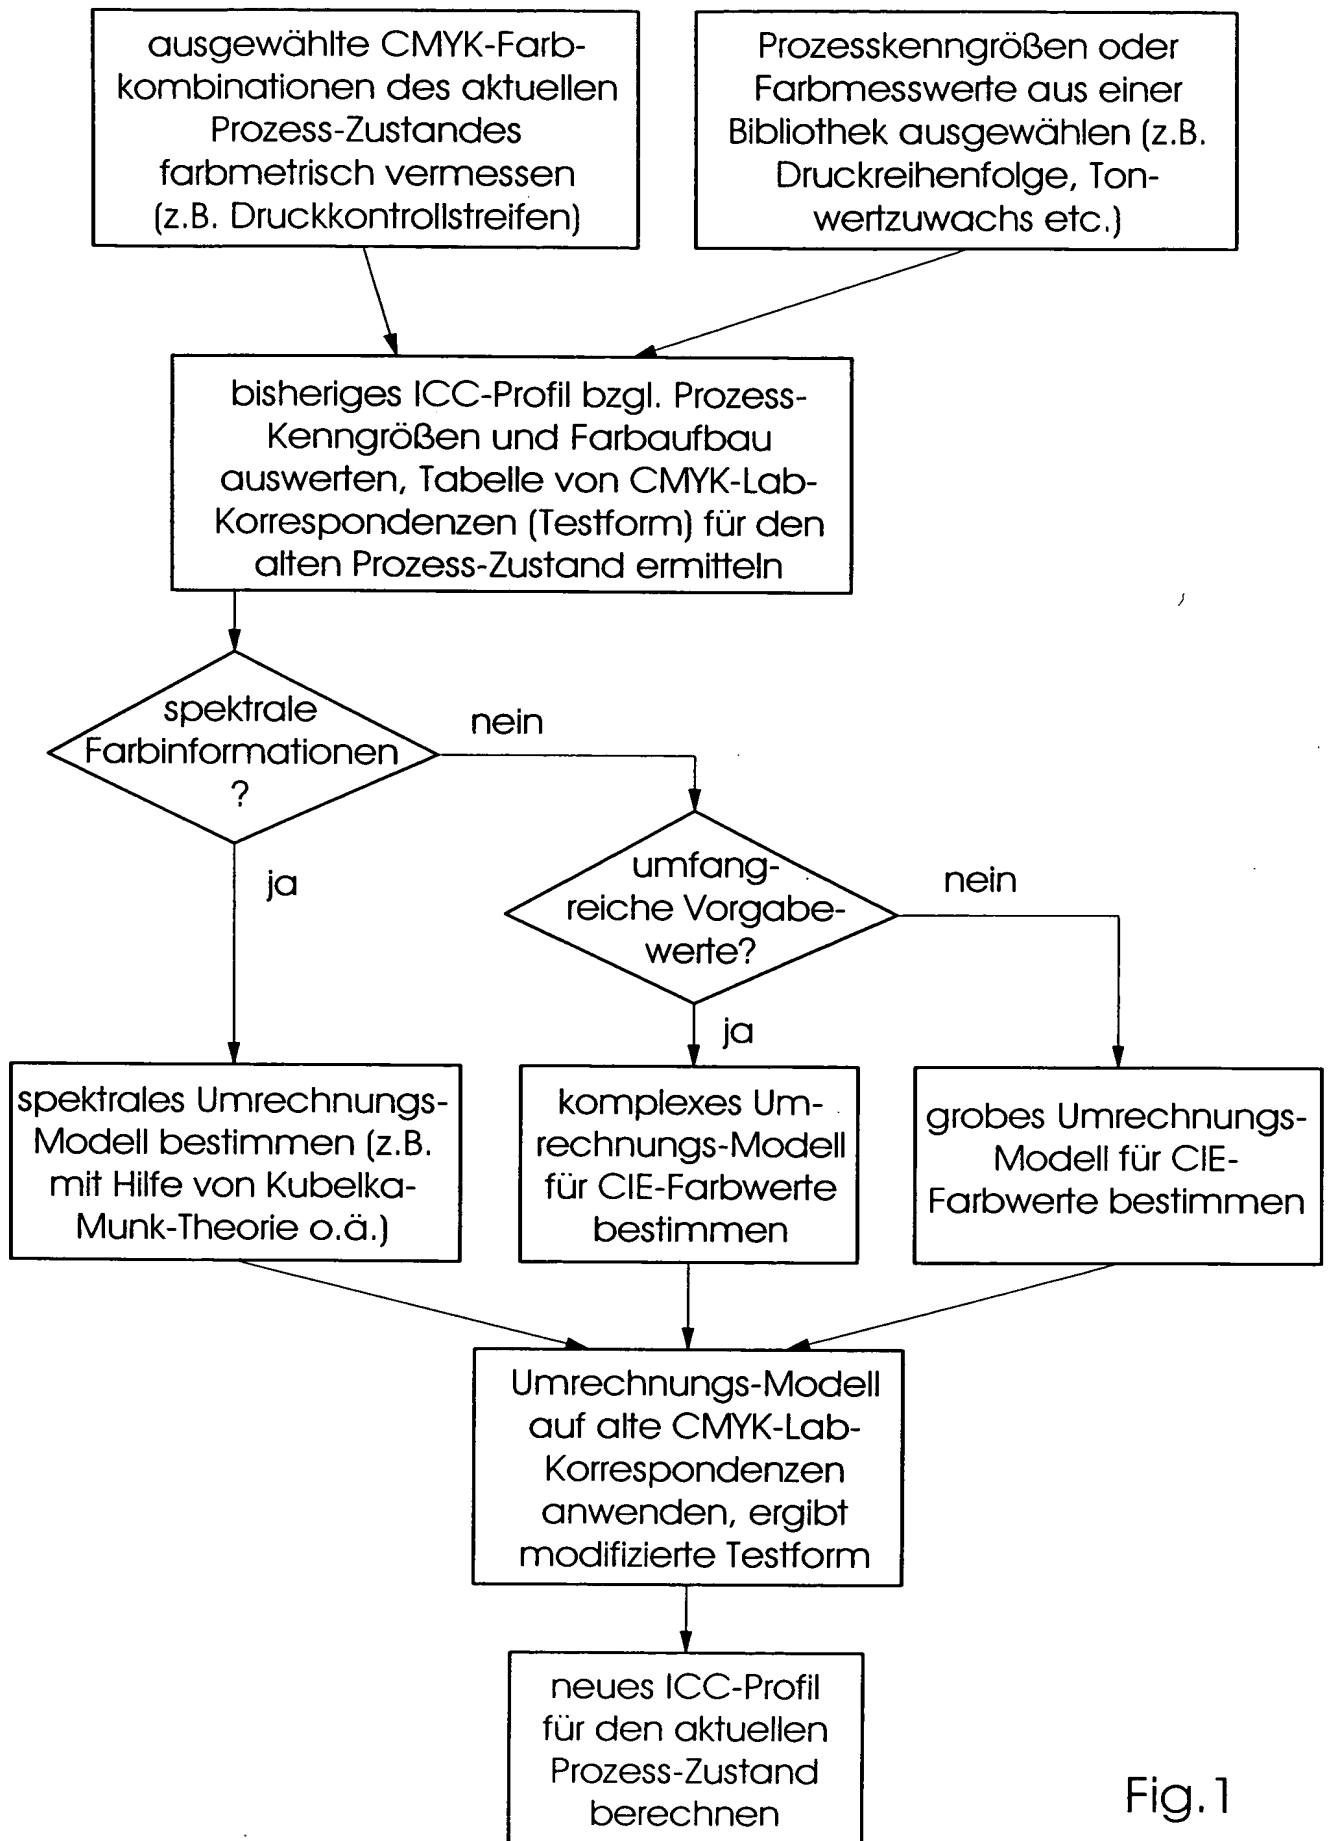 ausgewählte CMYK-Farb-
kombinationen des aktuellen
Prozess-Zustandes
farbmetrisch vermessen
(z.B. Druckkontrollstreifen)
Prozesskenngrößen oder
Farbmesswerte aus einer
Bibliothek ausgewählen (z.B.
Druckreihenfolge, Ton-
wertzuwachs etc.)
bisheriges ICC-Profil bzgl. Prozess-
Kenngrößen und Farbaufbau
auswerten, Tabelle von CMYK-Lab-
Korrespondenzen (Testform) für den
alten Prozess-Zustand ermitteln
spektrale
Farbinformationen
?
nein
ja
umfang-
reiche Vorgabe-
werte?
nein
ja
spektrales Umrechnungs-
Modell bestimmen (z.B.
mit Hilfe von Kubelka-
Munk-Theorie o.ä.)
komplexes Um-
rechnungs-Modell
für CIE-Farbwerte
bestimmen
grobes Umrechnungs-
Modell für CIE-
Farbwerte bestimmen
Umrechnungs-Modell
auf alte CMYK-Lab-
Korrespondenzen
anwenden, ergibt
modifizierte Testform
neues ICC-Profil
für den aktuellen
Prozess-Zustand
berechnen
Fig.1